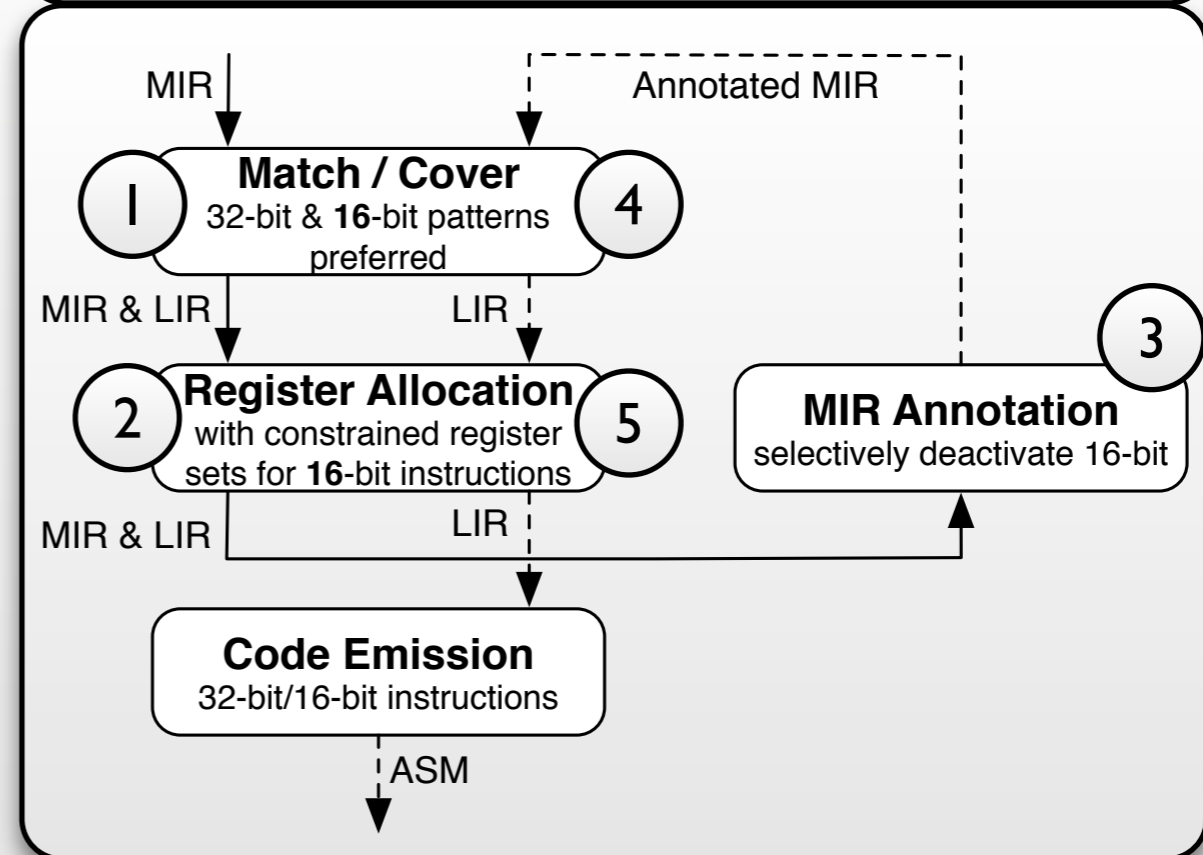 MIR
Annotated MIR
1
Match / Cover
32-bit & 16-bit patterns
preferred
4
MIR & LIR
LIR
3
2
Register Allocation
with constrained register
sets for 16-bit instructions
5
MIR Annotation
selectively deactivate 16-bit
MIR & LIR
LIR
Code Emission
32-bit/16-bit instructions
ASM